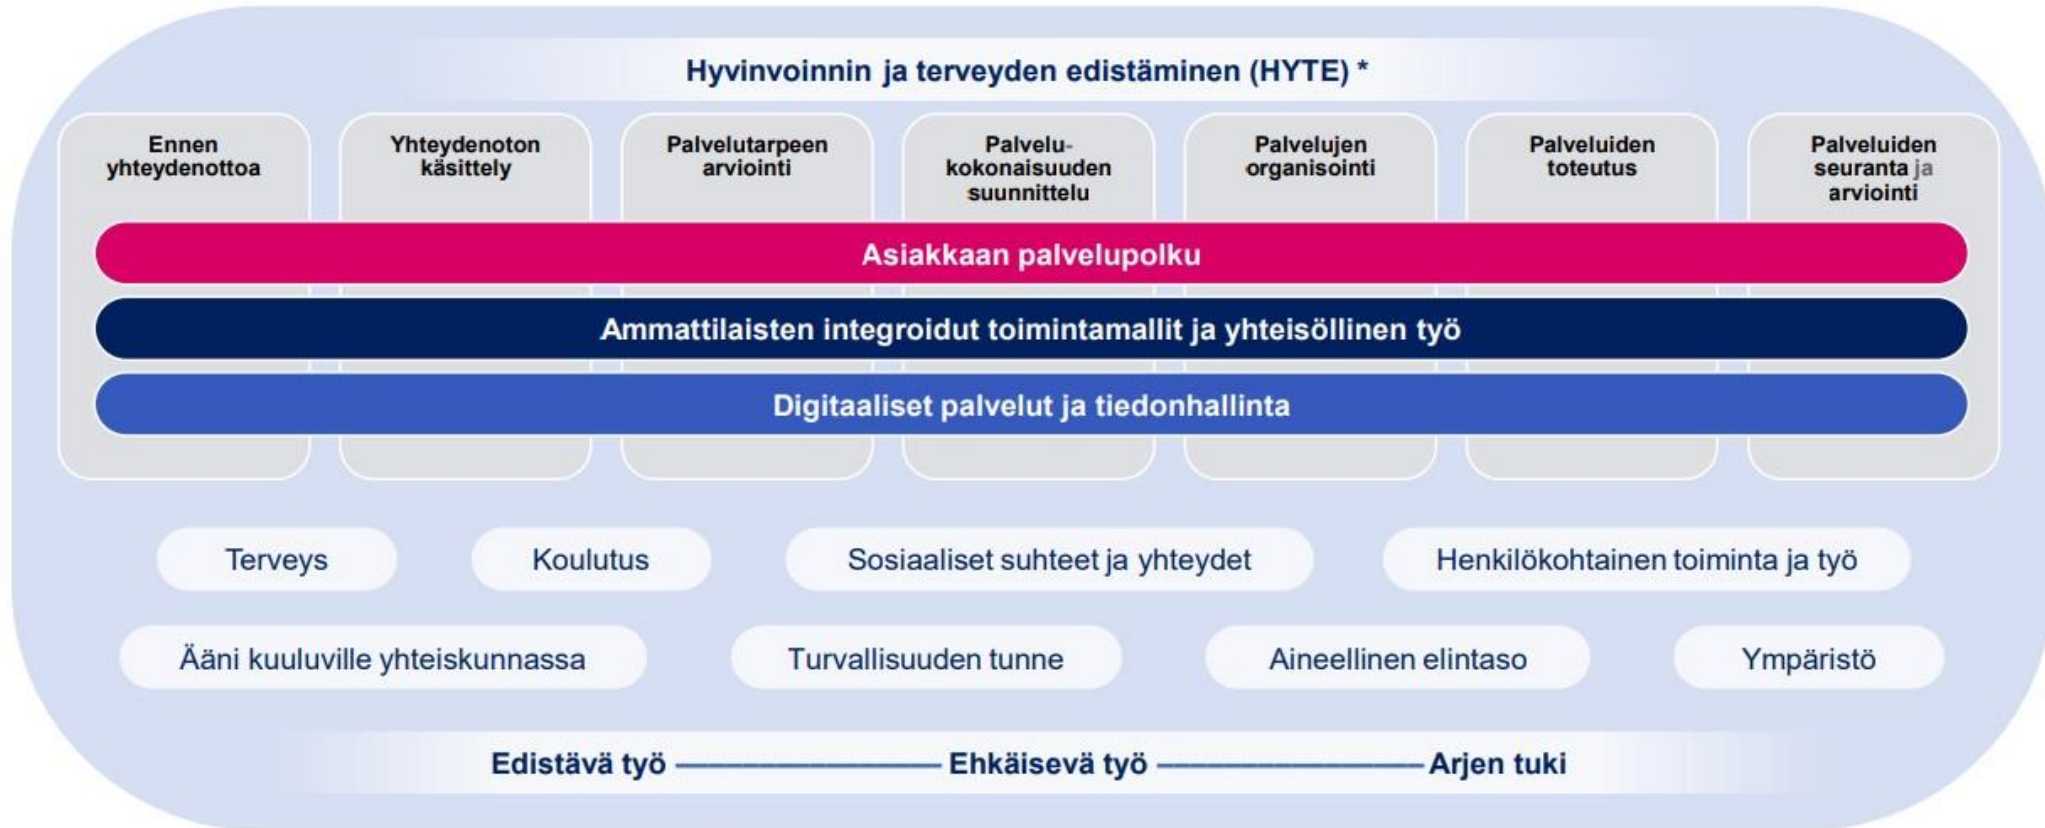 Hyvinvoinnin ja terveyden edistäminen (HYTE) *
Ennen
yhteydenottoa
Yhteydenoton
käsittely
Palvelutarpeen
arviointi
Palvelu-
kokonaisuuden
suunnittelu
Palvelujen
organisointi
Palveluiden
toteutus
Palveluiden
seuranta ja
arviointi
Asiakkaan palvelupolku
Ammattilaisten integroidut toimintamallit ja yhteisöllinen työ
Digitaaliset palvelut ja tiedonhallinta
Terveys
Koulutus
Sosiaaliset suhteet ja yhteydet
Henkilökohtainen toiminta ja työ
Ääni kuuluville yhteiskunnassa
Turvallisuuden tunne
Aineellinen elintaso
Ympäristö
Edistävä työ
Ehkäisevä työ
Arjen tuki